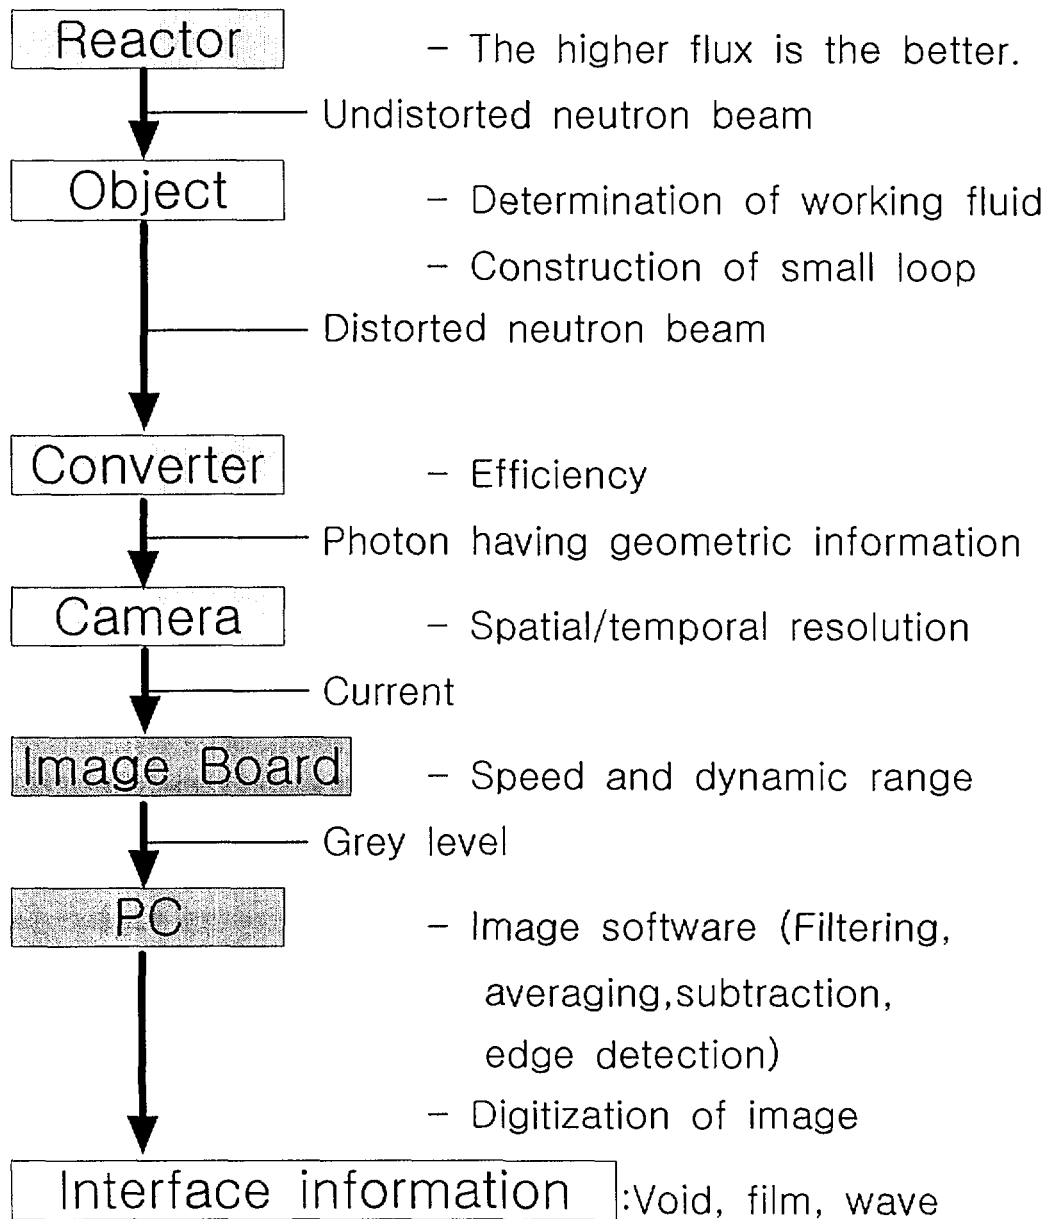 Reactor
– The higher flux is the better.
Undistorted neutron beam
Object
– Determination of working fluid
– Construction of small loop
Distorted neutron beam
Converter
– Efficiency
Photon having geometric information
Camera
– Spatial/temporal resolution
Current
Image Board
– Speed and dynamic range
Grey level
PC
– Image software (Filtering,
averaging,subtraction,
edge detection)
– Digitization of image
Interface information :Void, film, wave